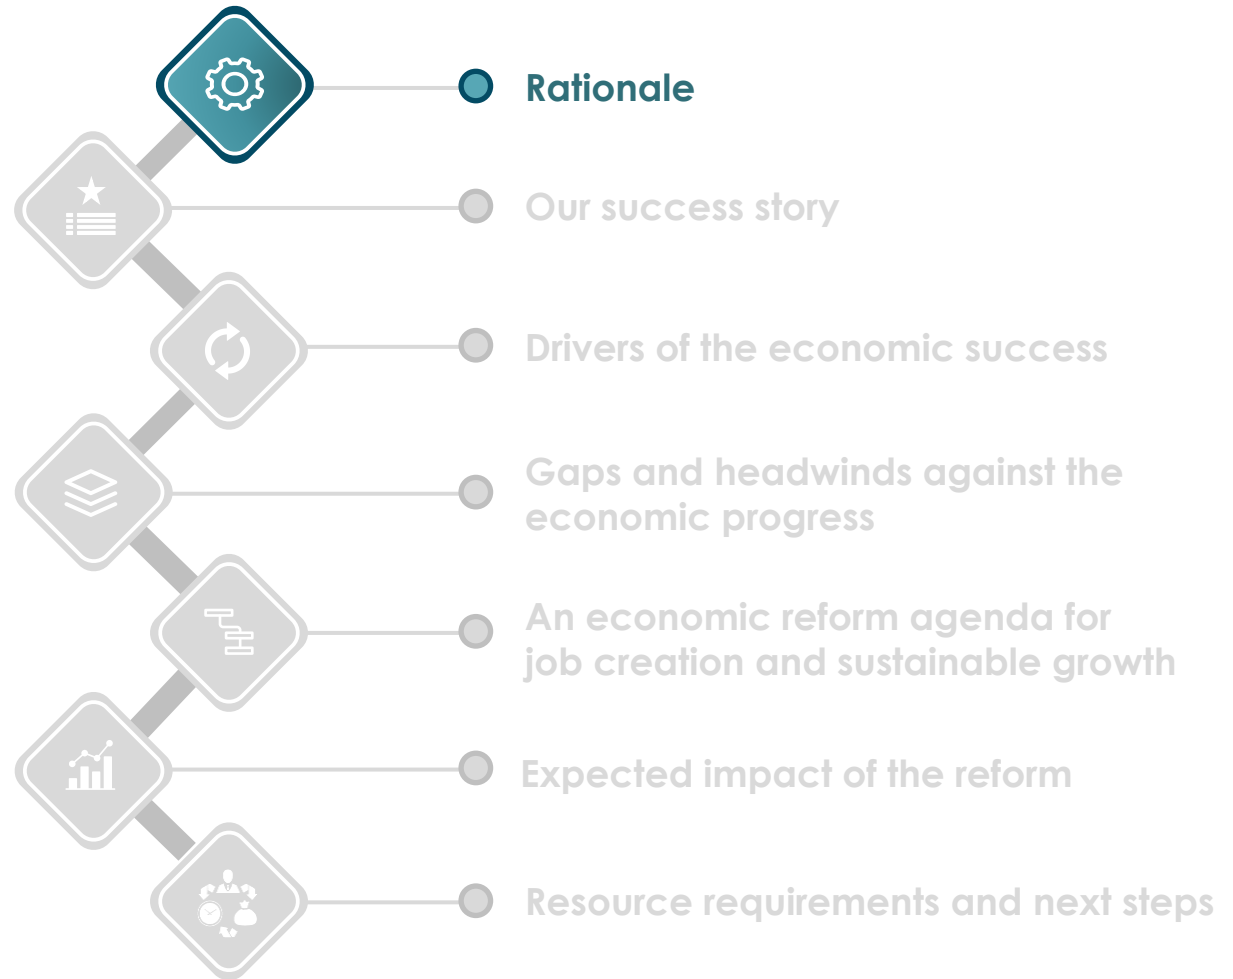 Rationale
Our success story
Drivers of the economic success
Gaps and headwinds against the
economic progress
An economic reform agenda for
job creation and sustainable growth
Expected impact of the reform
Resource requirements and next steps